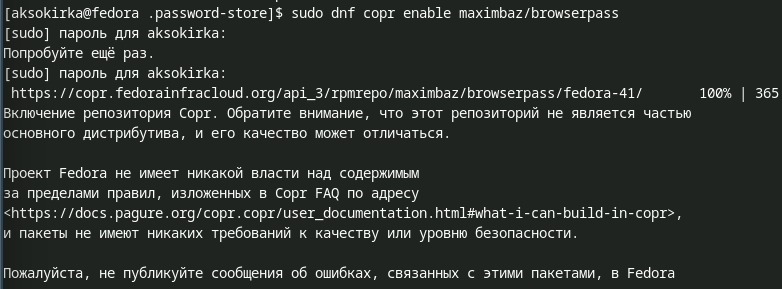 [aksokirka@fedora .password-store]$ sudo dnf copr enable maximbaz/browserpass
[sudo] пароль для aksokirka:
Попробуйте ещё раз.
[sudo] пароль для aksokirka:
https://copr.fedorainfracloud.org/api_3/rpmrepo/maximbaz/browserpass/fedora-41/ 100% | 365
Включение репозитория Copr. Обратите внимание, что этот репозиторий не является частью
основного дистрибутива, и его качество может отличаться.
Проект Fedora не имеет никакой власти над содержимым
за пределами правил, изложенных в Copr FAQ по адресу
<https://docs.pagure.org/copr.copr/user_documentation.html#what-i-can-build-in-copr>,
и пакеты не имеют никаких требований к качеству или уровню безопасности.
Пожалуйста, не публикуйте сообщения об ошибках, связанных с этими пакетами, в Fedora